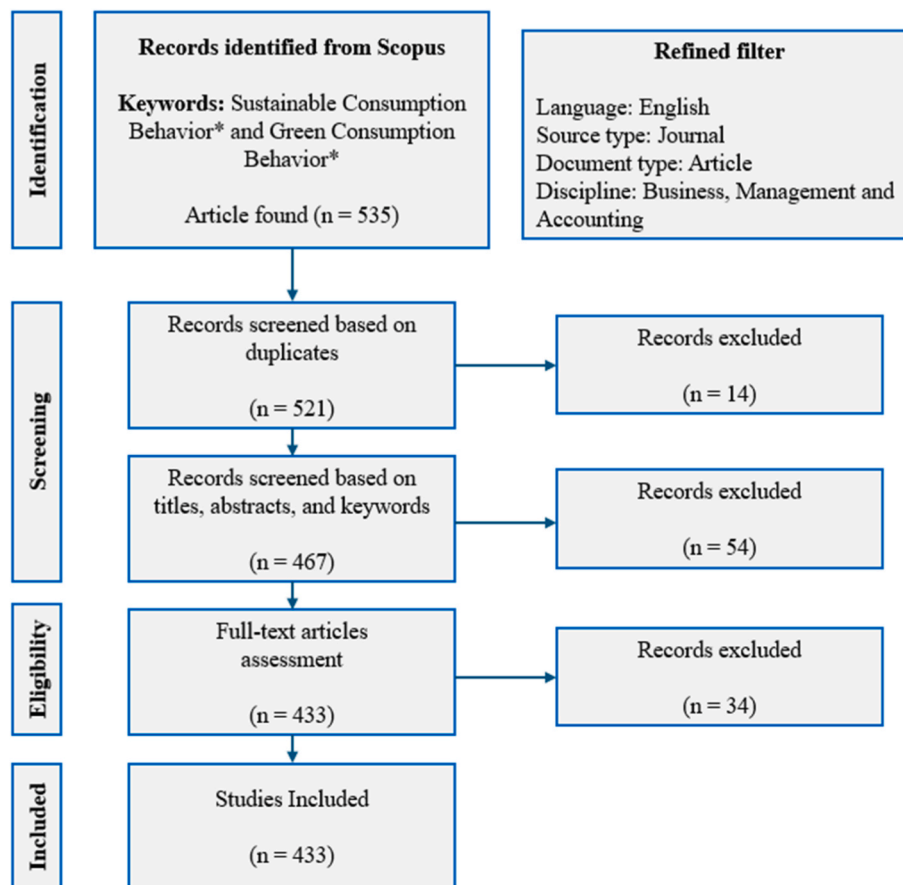 Identification
Records identified from Scopus
Keywords: Sustainable Consumption
Behavior* and Green Consumption
Behavior*
Article found (n = 535)
Refined filter
Language: English
Source type: Journal
Document type: Article
Discipline: Business, Management and
Accounting
Screening
Records screened based on
duplicates
(n = 521)
Records excluded
(n = 14)
Records screened based on
titles, abstracts, and keywords
(n = 467)
Records excluded
(n = 54)
Eligibility
Full-text articles
assessment
(n = 433)
Records excluded
(n = 34)
Included
Studies Included
(n = 433)